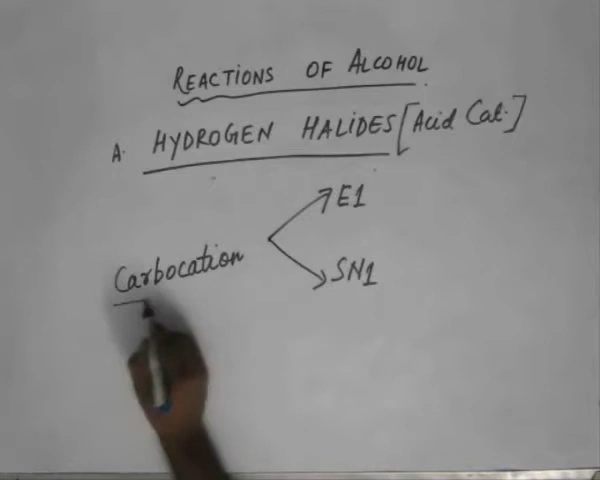 REACTIONS OF ALCOHOL
A. HYDROGEN HALIDES [Acid Cat.]
E1
Carbocation
SN1